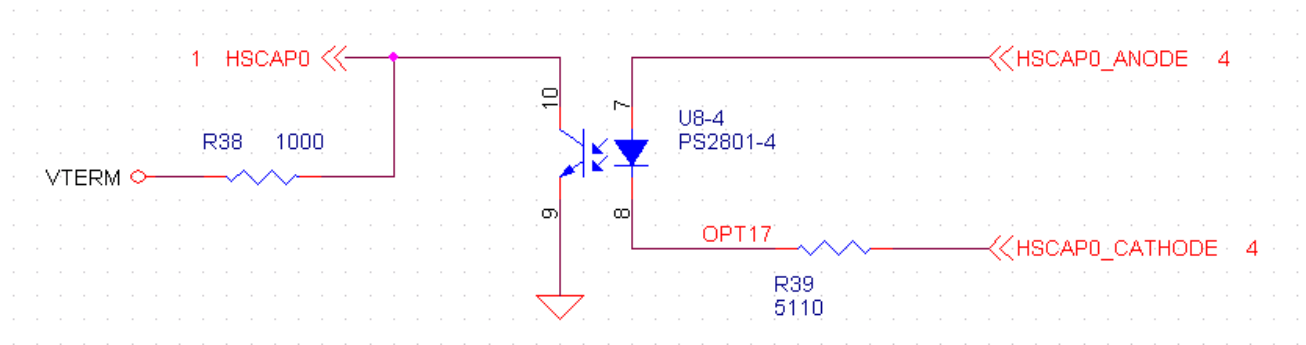 1 HSCAP0
HSCAP0_ANODE 4
10
7
U8-4
PS2801-4
R38 1000
VTERM
9
8
OPT17
HSCAP0_CATHODE 4
R39
5110